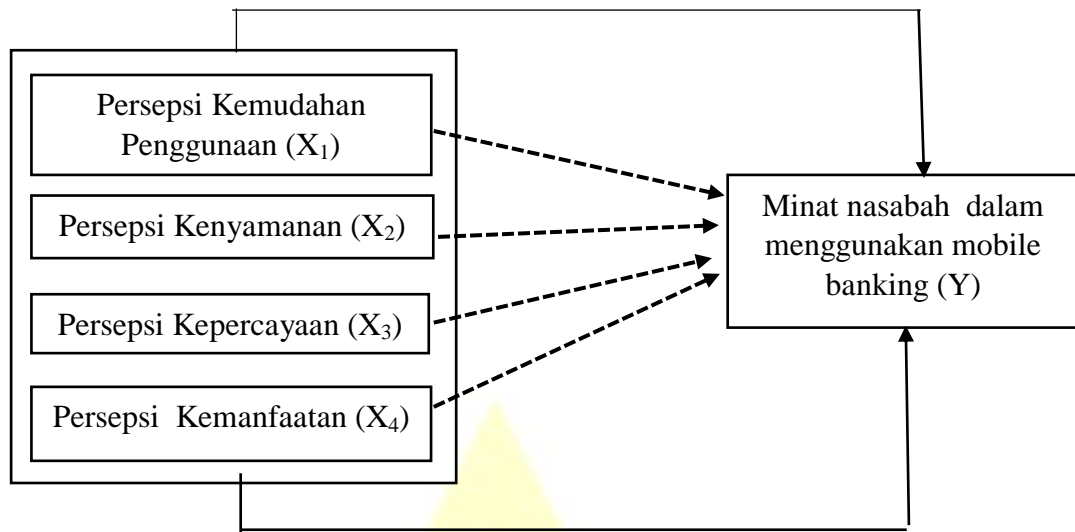 Persepsi Kemudahan
Penggunaan (X₁)
Persepsi Kenyamanan (X₂)
Persepsi Kepercayaan (X₃)
Persepsi Kemanfaatan (X₄)
Minat nasabah dalam
menggunakan mobile
banking (Y)